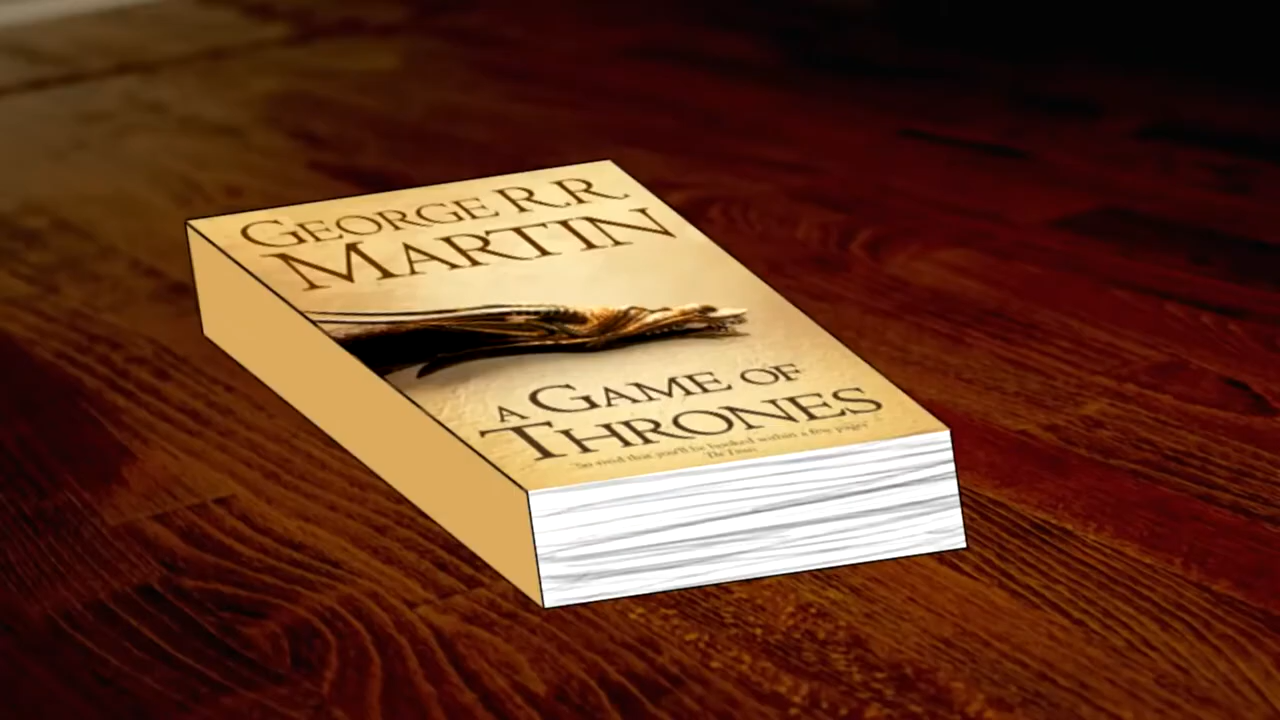 GEORGE R.R.
MARTIN
A GAME OF
THRONES
'So vivid that you'll be hooked within a few pages'
The Times